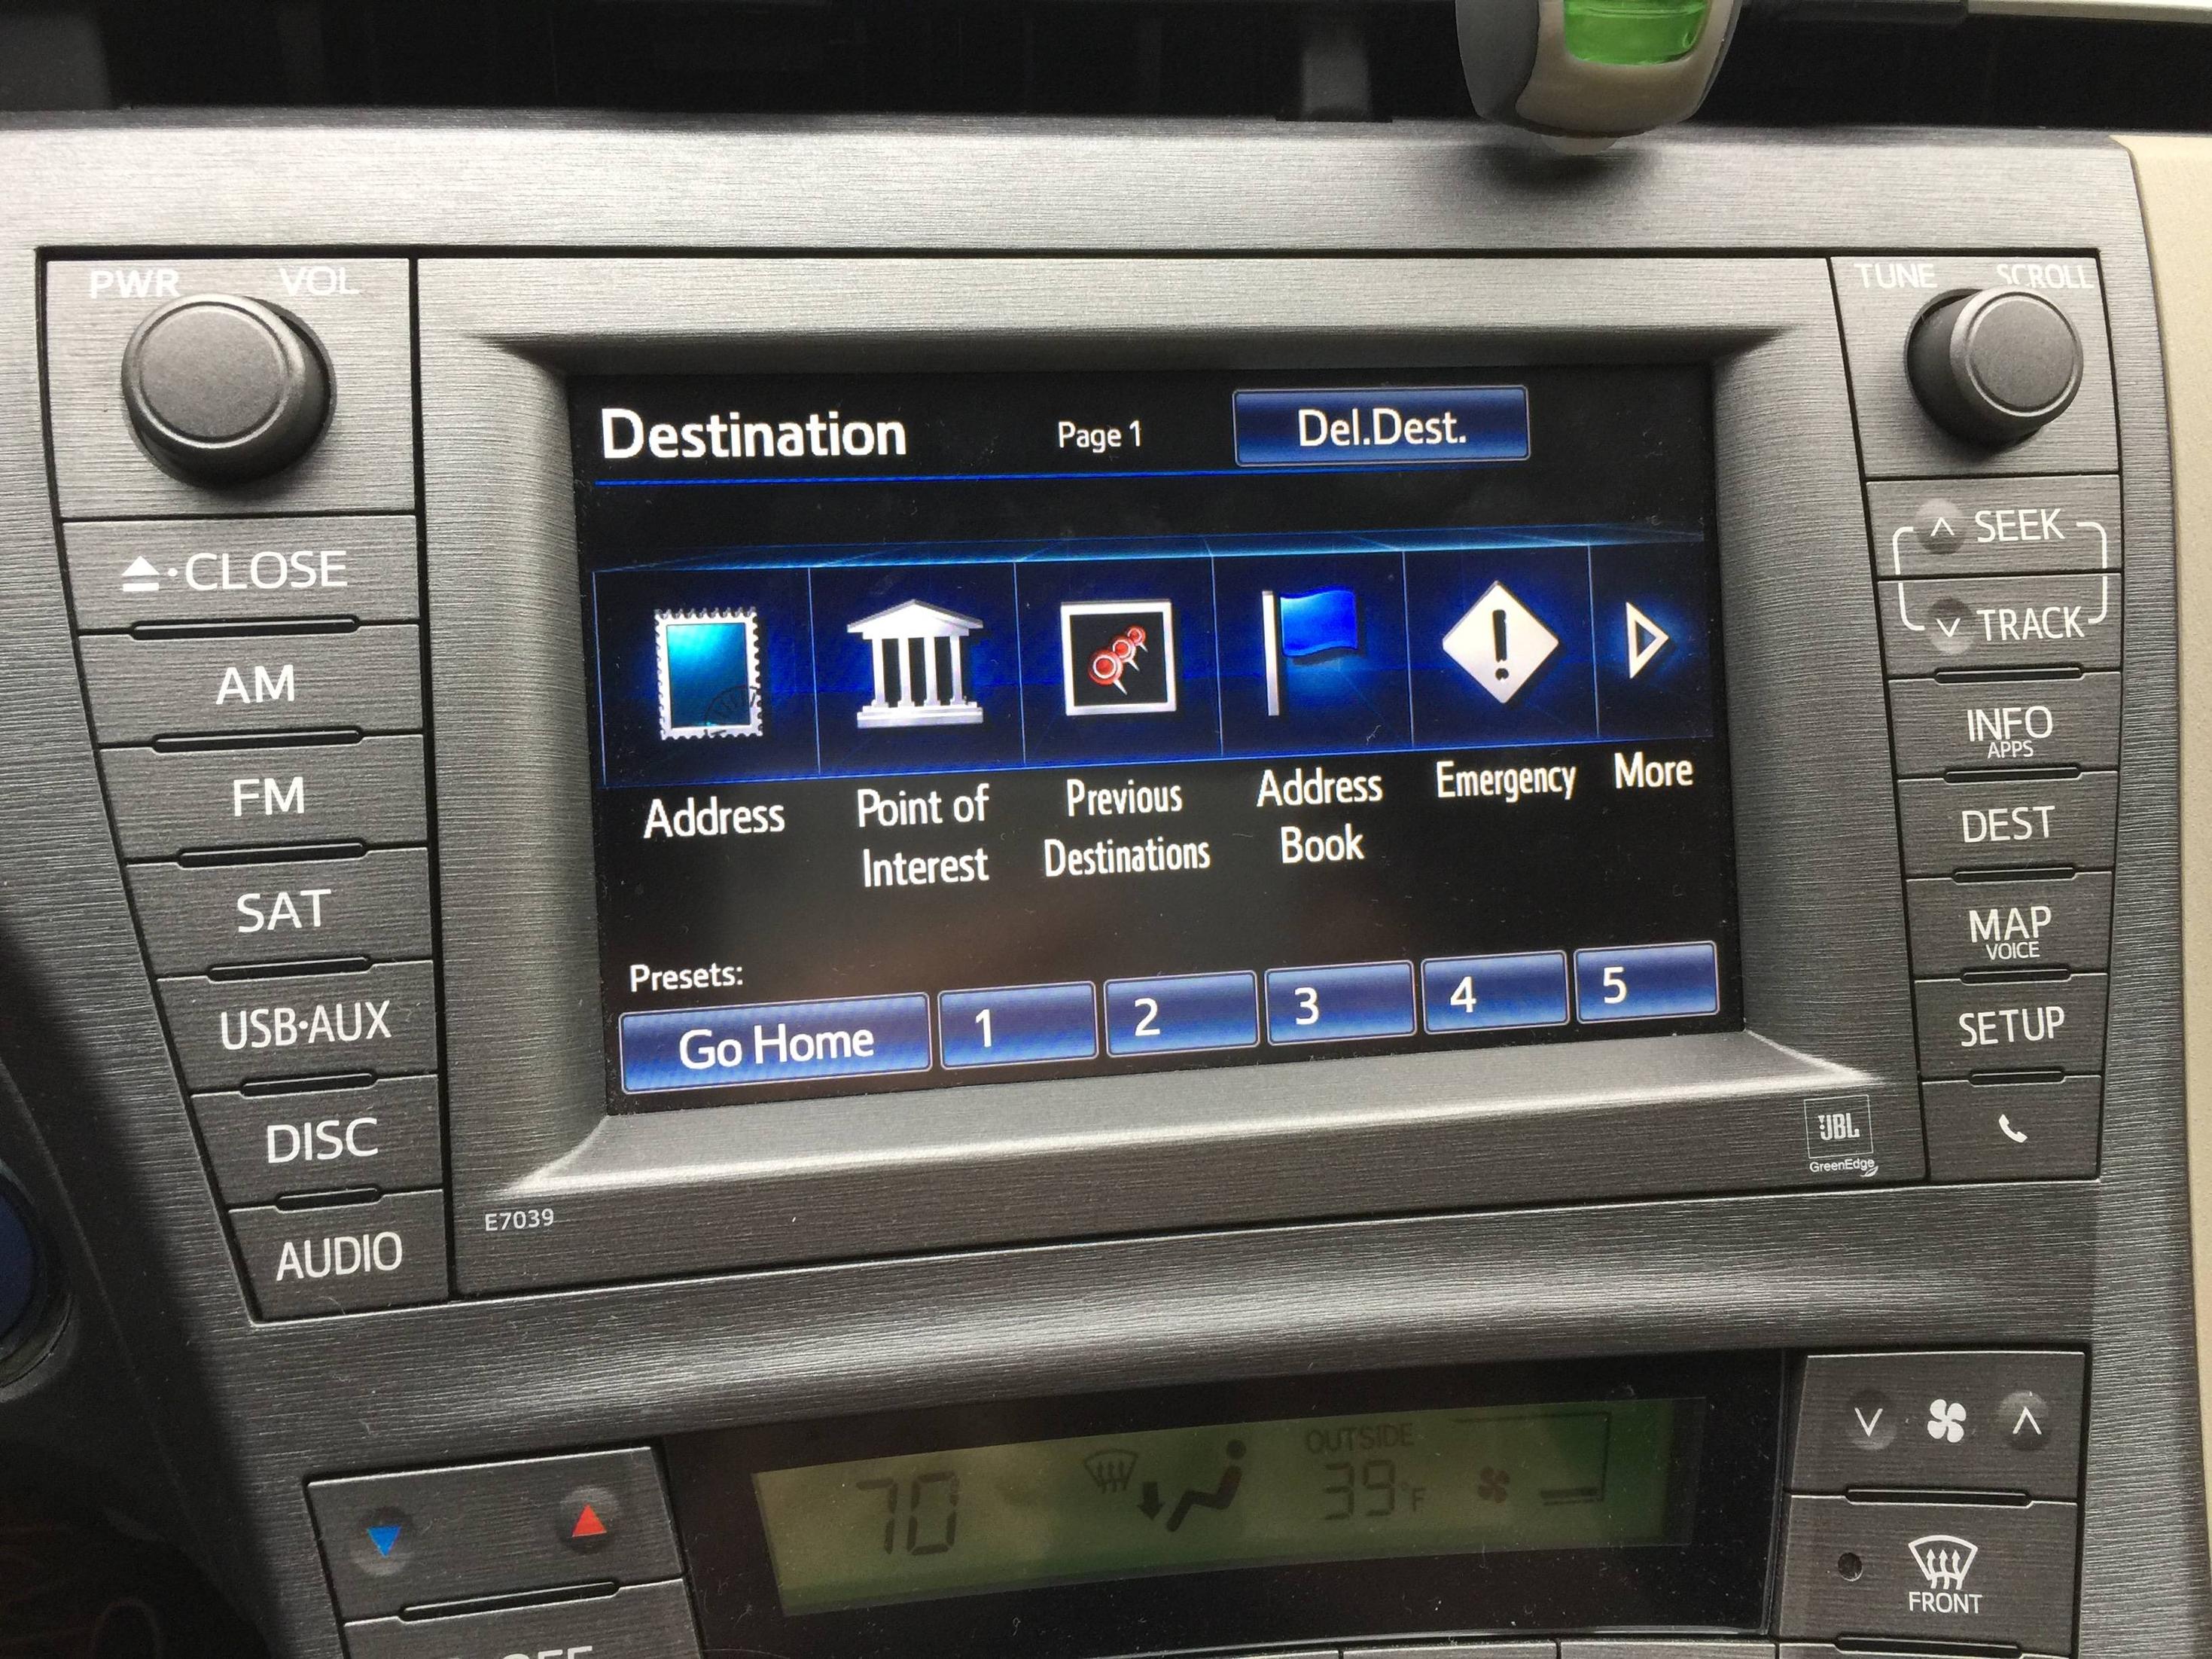 PWR VOL
TUNE SCROLL
CLOSE
AM
FM
SAT
USB·AUX
DISC
AUDIO
Destination
Page 1
Del.Dest.
Address
Point of
Interest
Previous
Destinations
Address
Book
Emergency
More
Presets:
Go Home
1
2
3
4
5
SEEK
TRACK
INFO
APPS
DEST
MAP
VOICE
SETUP
JBL
GreenEdge
E7039
70
OUTSIDE
39°F
FRONT